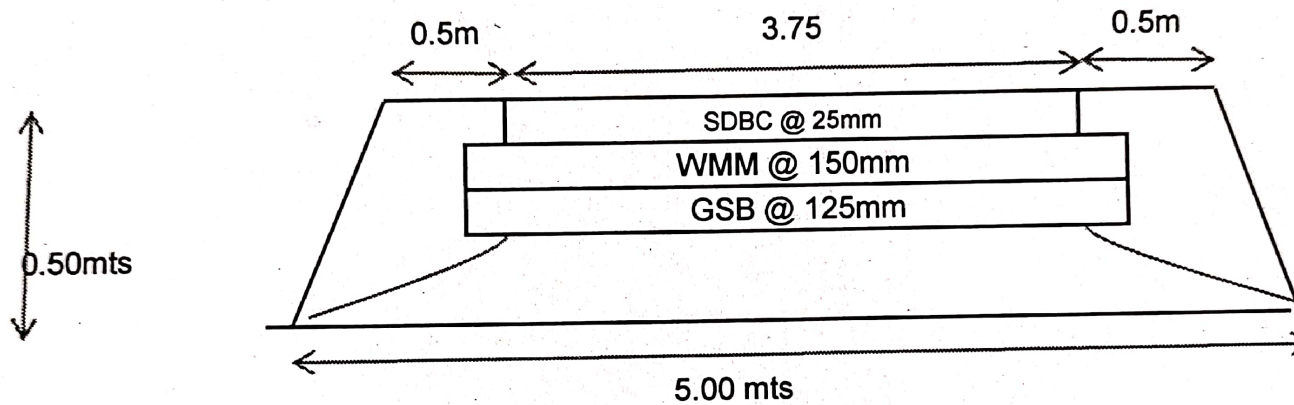 0.5m
3.75
0.5m
SDBC @ 25mm
WMM @ 150mm
GSB @ 125mm
0.50mts
5.00 mts